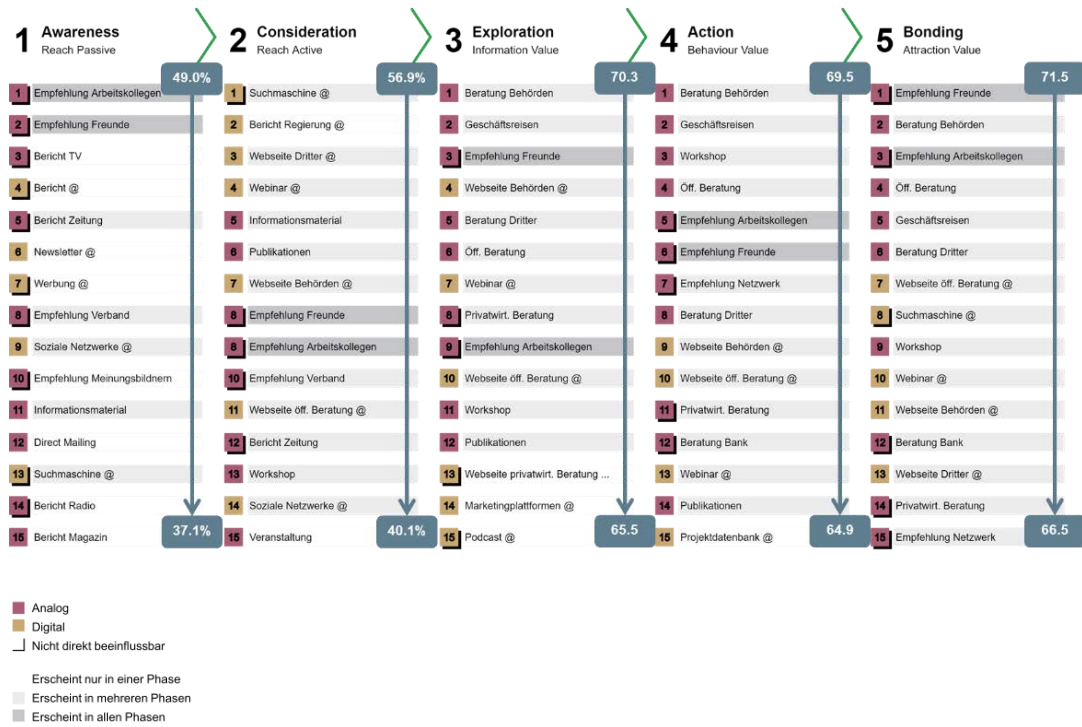 1 Awareness
Reach Passive
2 Consideration
Reach Active
3 Exploration
Information Value
4 Action
Behaviour Value
5 Bonding
Attraction Value
49.0%
1 Empfehlung Arbeitskollegen
2 Empfehlung Freunde
3 Bericht TV
4 Bericht @
5 Bericht Zeitung
6 Newsletter @
7 Werbung @
8 Empfehlung Verband
9 Soziale Netzwerke @
10 Empfehlung Meinungsbildnern
11 Informationsmaterial
12 Direct Mailing
13 Suchmaschine @
14 Bericht Radio
15 Bericht Magazin
37.1%
56.9%
1 Suchmaschine @
2 Bericht Regierung @
3 Webseite Dritter @
4 Webinar @
5 Informationsmaterial
6 Publikationen
7 Webseite Behörden @
8 Empfehlung Freunde
8 Empfehlung Arbeitskollegen
10 Empfehlung Verband
11 Webseite öff. Beratung @
12 Bericht Zeitung
13 Workshop
14 Soziale Netzwerke @
15 Veranstaltung
40.1%
70.3
1 Beratung Behörden
2 Geschäftsreisen
3 Empfehlung Freunde
4 Webseite Behörden @
5 Beratung Dritter
6 Öff. Beratung
7 Webinar @
8 Privatwirt. Beratung
9 Empfehlung Arbeitskollegen
10 Webseite öff. Beratung @
11 Workshop
12 Publikationen
13 Webseite privatwirt. Beratung ...
14 Marketingplattformen @
15 Podcast @
65.5
69.5
1 Beratung Behörden
2 Geschäftsreisen
3 Workshop
4 Öff. Beratung
5 Empfehlung Arbeitskollegen
6 Empfehlung Freunde
7 Empfehlung Netzwerk
8 Beratung Dritter
9 Webseite Behörden @
10 Webseite öff. Beratung @
11 Privatwirt. Beratung
12 Beratung Bank
13 Webinar @
14 Publikationen
15 Projektdatenbank @
64.9
71.5
1 Empfehlung Freunde
2 Beratung Behörden
3 Empfehlung Arbeitskollegen
4 Öff. Beratung
5 Geschäftsreisen
6 Beratung Dritter
7 Webseite öff. Beratung @
8 Suchmaschine @
9 Workshop
10 Webinar @
11 Webseite Behörden @
12 Beratung Bank
13 Webseite Dritter @
14 Privatwirt. Beratung
15 Empfehlung Netzwerk
66.5
Analog
Digital
Nicht direkt beeinflussbar
Erscheint nur in einer Phase
Erscheint in mehreren Phasen
Erscheint in allen Phasen